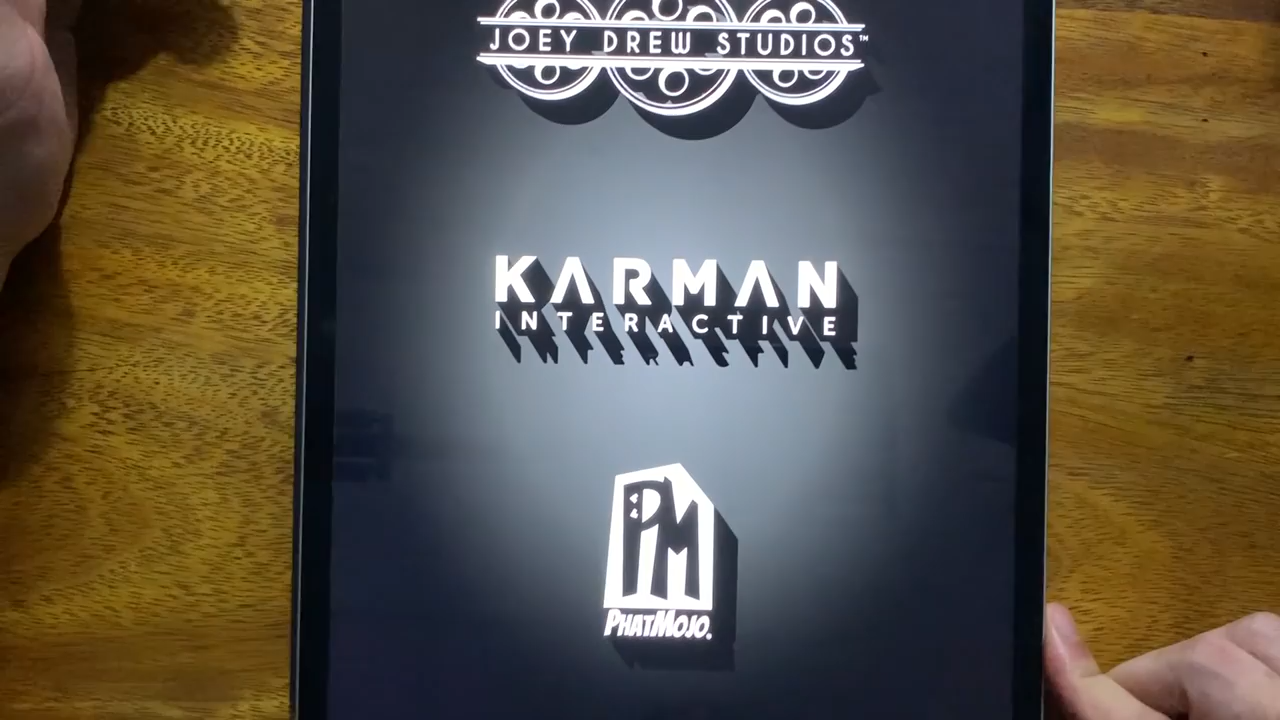 JOEY DREW STUDIOS™
KARMAN
INTERACTIVE
PM
PHATMOJO.